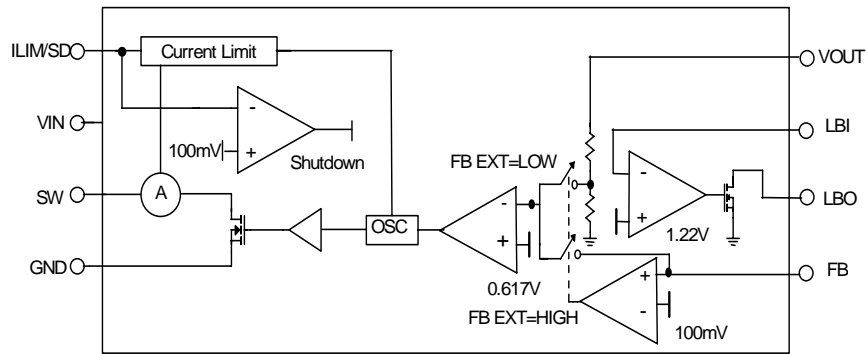 ILIM/SD
Current Limit
VOUT
VIN
-
+
100mV
Shutdown
LBI
FB EXT=LOW
SW
A
-
+
LBO
1.22V
OSC
-
+
0.617V
GND
FB
+
-
FB EXT=HIGH
100mV